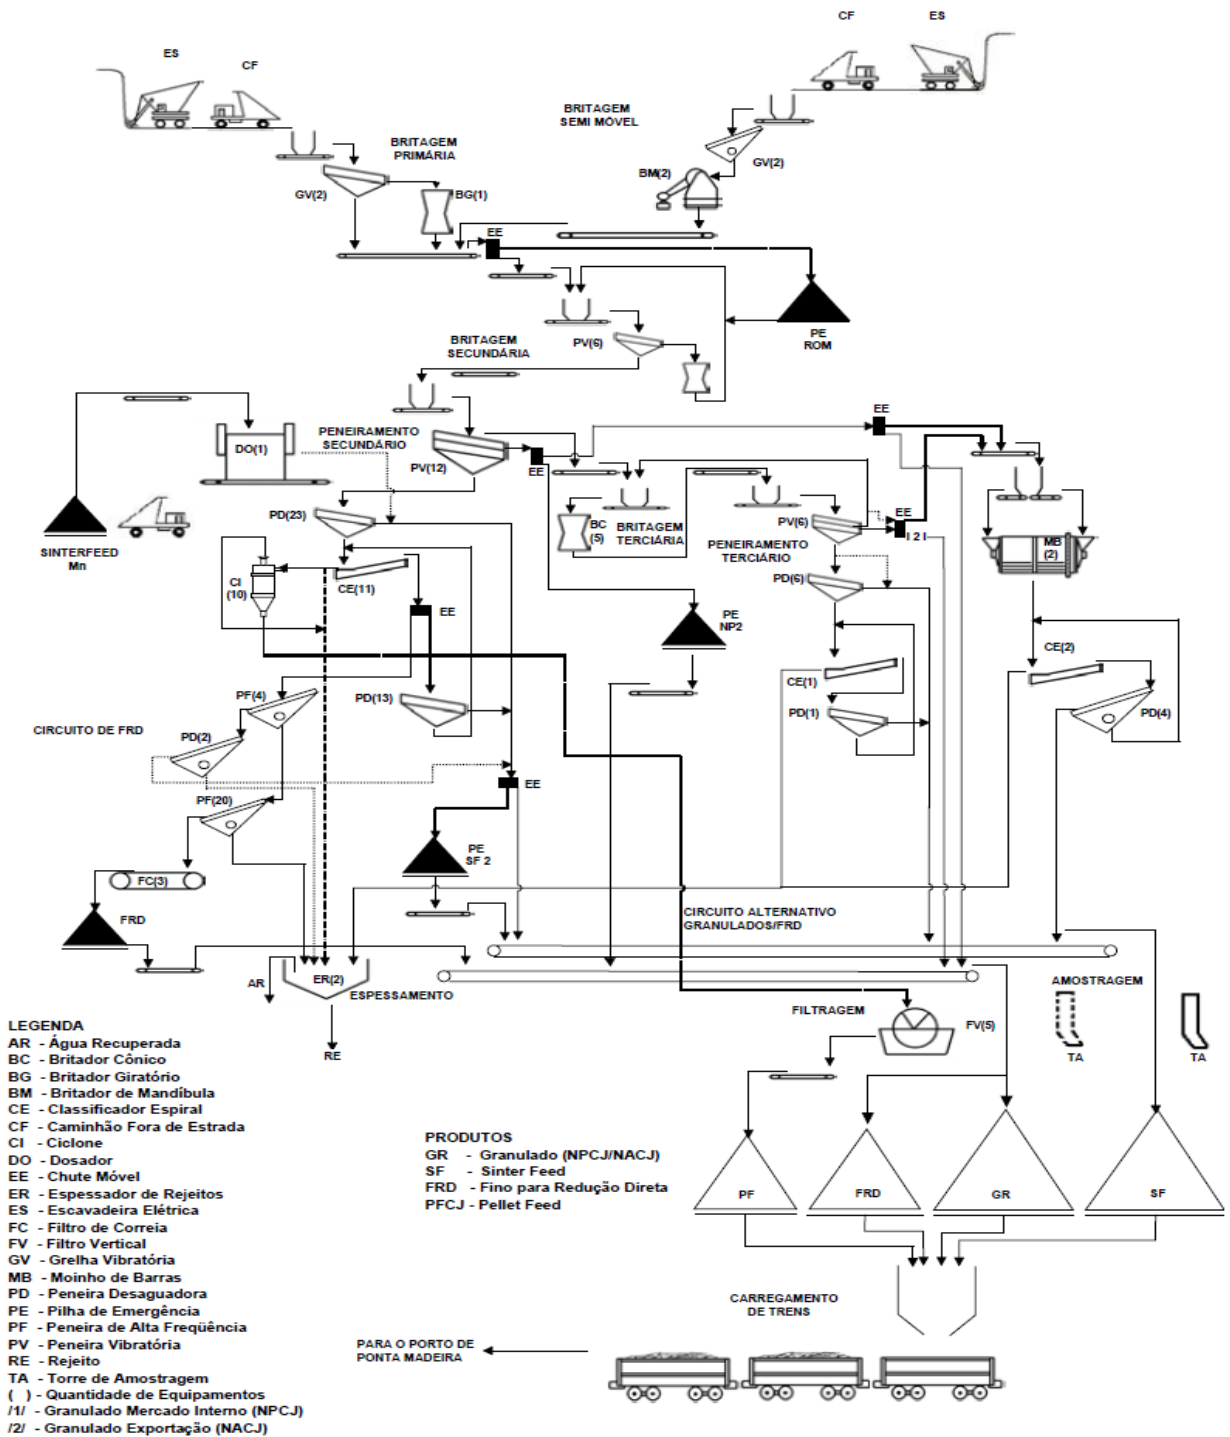 CF
ES
ES
CF
BRITAGEM
SEMI MÓVEL
BRITAGEM
PRIMÁRIA
GV(2)
BM(2)
GV(2)
BG(1)
EE
PE
ROM
BRITAGEM
SECUNDÁRIA
PV(6)
EE
PENEIRAMENTO
SECUNDÁRIO
DO(1)
PV(12)
EE
PD(23)
BC
(5)
BRITAGEM
TERCIÁRIA
PV(6)
EE
I 2 I
PENEIRAMENTO
TERCIÁRIO
MB
(2)
SINTERFEED
Mn
CI
(10)
CE(11)
PD(6)
EE
PE
NP2
CE(2)
CE(1)
PF(4)
PD(13)
PD(1)
PD(4)
CIRCUITO DE FRD
PD(2)
EE
PF(20)
PE
SF 2
FC(3)
FRD
CIRCUITO ALTERNATIVO
GRANULADOS/FRD
AR
ER(2)
ESPESSAMENTO
AMOSTRAGEM
FILTRAGEM
FV(5)
RE
TA
TA
LEGENDA
AR - Água Recuperada
BC - Britador Cônico
BG - Britador Giratório
BM - Britador de Mandíbula
CE - Classificador Espiral
CF - Caminhão Fora de Estrada
CI - Ciclone
DO - Dosador
EE - Chute Móvel
ER - Espessador de Rejeitos
ES - Escavadeira Elétrica
FC - Filtro de Correia
FV - Filtro Vertical
GV - Grelha Vibratória
MB - Moinho de Barras
PD - Peneira Desaguadora
PE - Pilha de Emergência
PF - Peneira de Alta Freqüência
PV - Peneira Vibratória
RE - Rejeito
TA - Torre de Amostragem
( ) - Quantidade de Equipamentos
/1/ - Granulado Mercado Interno (NPCJ)
/2/ - Granulado Exportação (NACJ)
PRODUTOS
GR - Granulado (NPCJ/NACJ)
SF - Sinter Feed
FRD - Fino para Redução Direta
PFCJ - Pellet Feed
PF
FRD
GR
SF
CARREGAMENTO
DE TRENS
PARA O PORTO DE
PONTA MADEIRA